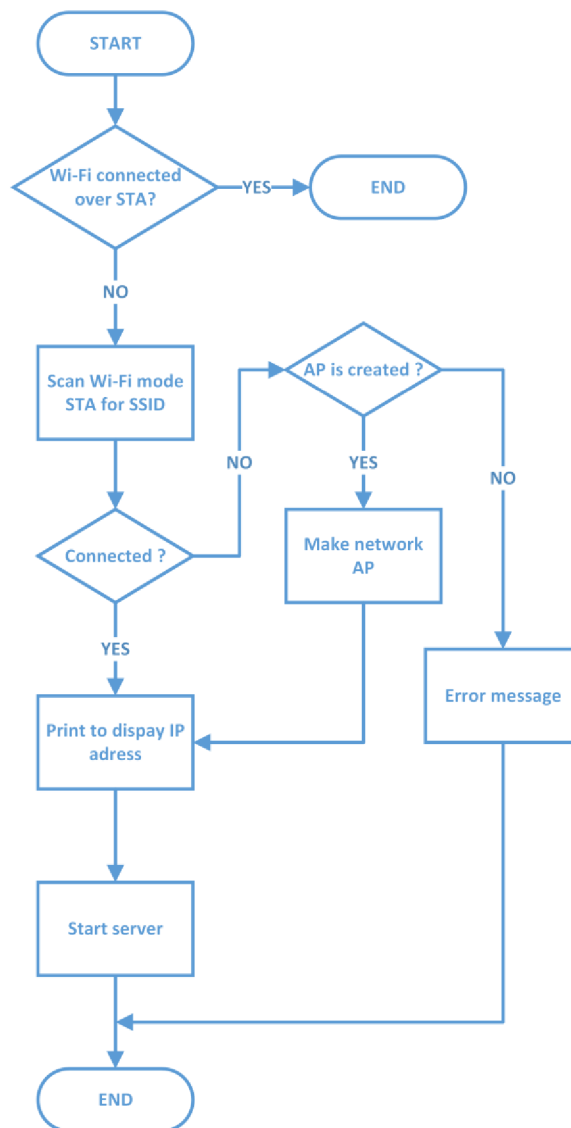 START
Wi-Fi connected
over STA?
YES
END
NO
Scan Wi-Fi mode
STA for SSID
AP is created ?
NO
YES
NO
Connected ?
Make network
AP
YES
Print to dispay IP
adress
Error message
Start server
END